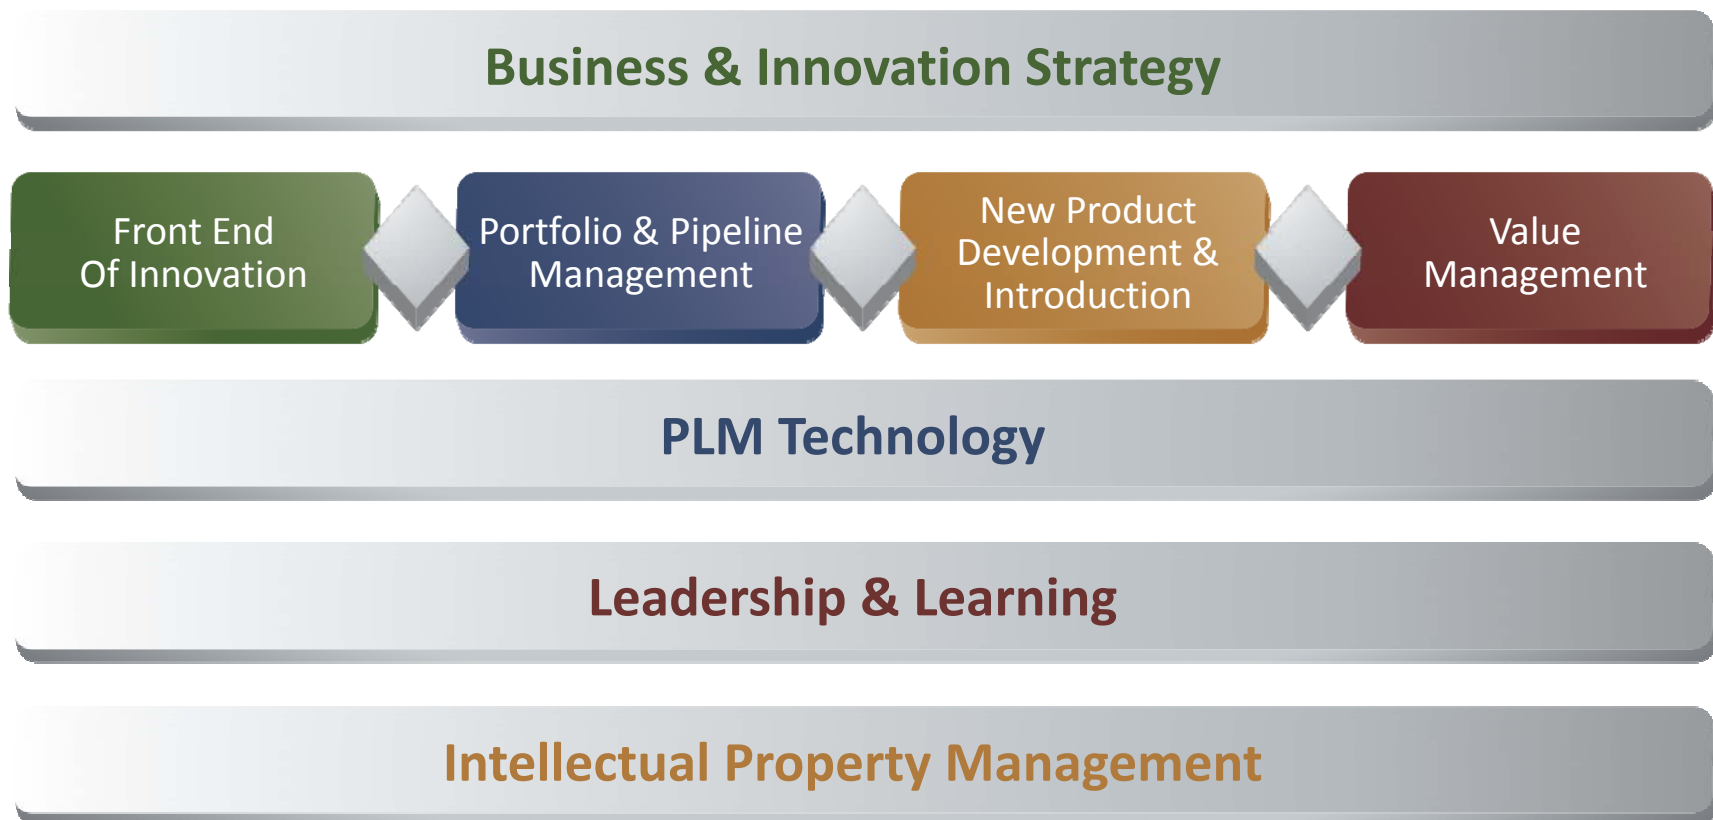 Business & Innovation Strategy
Front End
Of Innovation
Portfolio & Pipeline
Management
New Product
Development &
Introduction
Value
Management
PLM Technology
Leadership & Learning
Intellectual Property Management